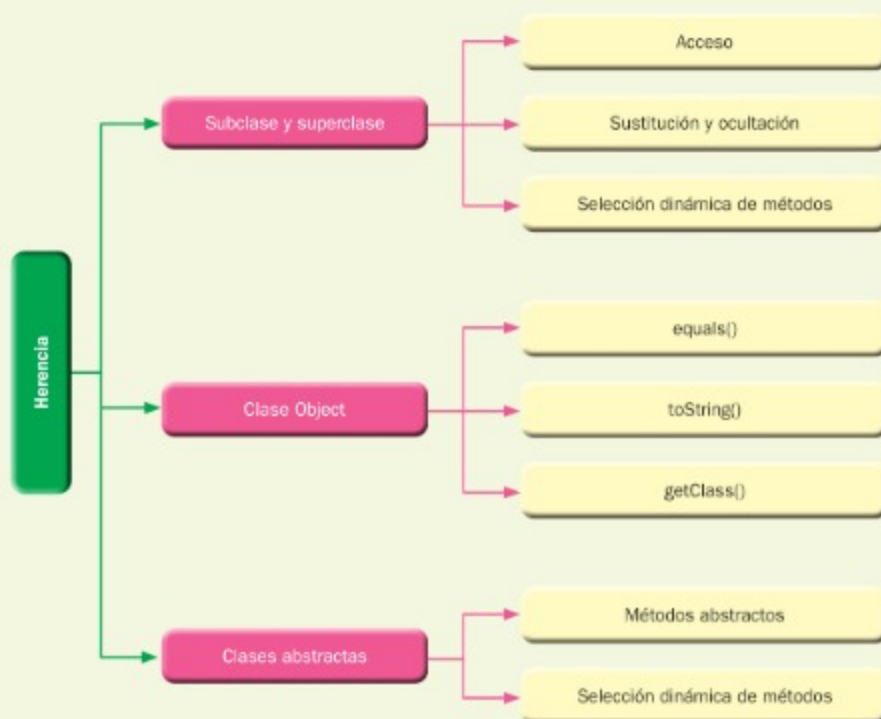 Herencia
Subclase y superclase
Acceso
Sustitución y ocultación
Selección dinámica de métodos
Clase Object
equals()
toString()
getClass()
Clases abstractas
Métodos abstractos
Selección dinámica de métodos